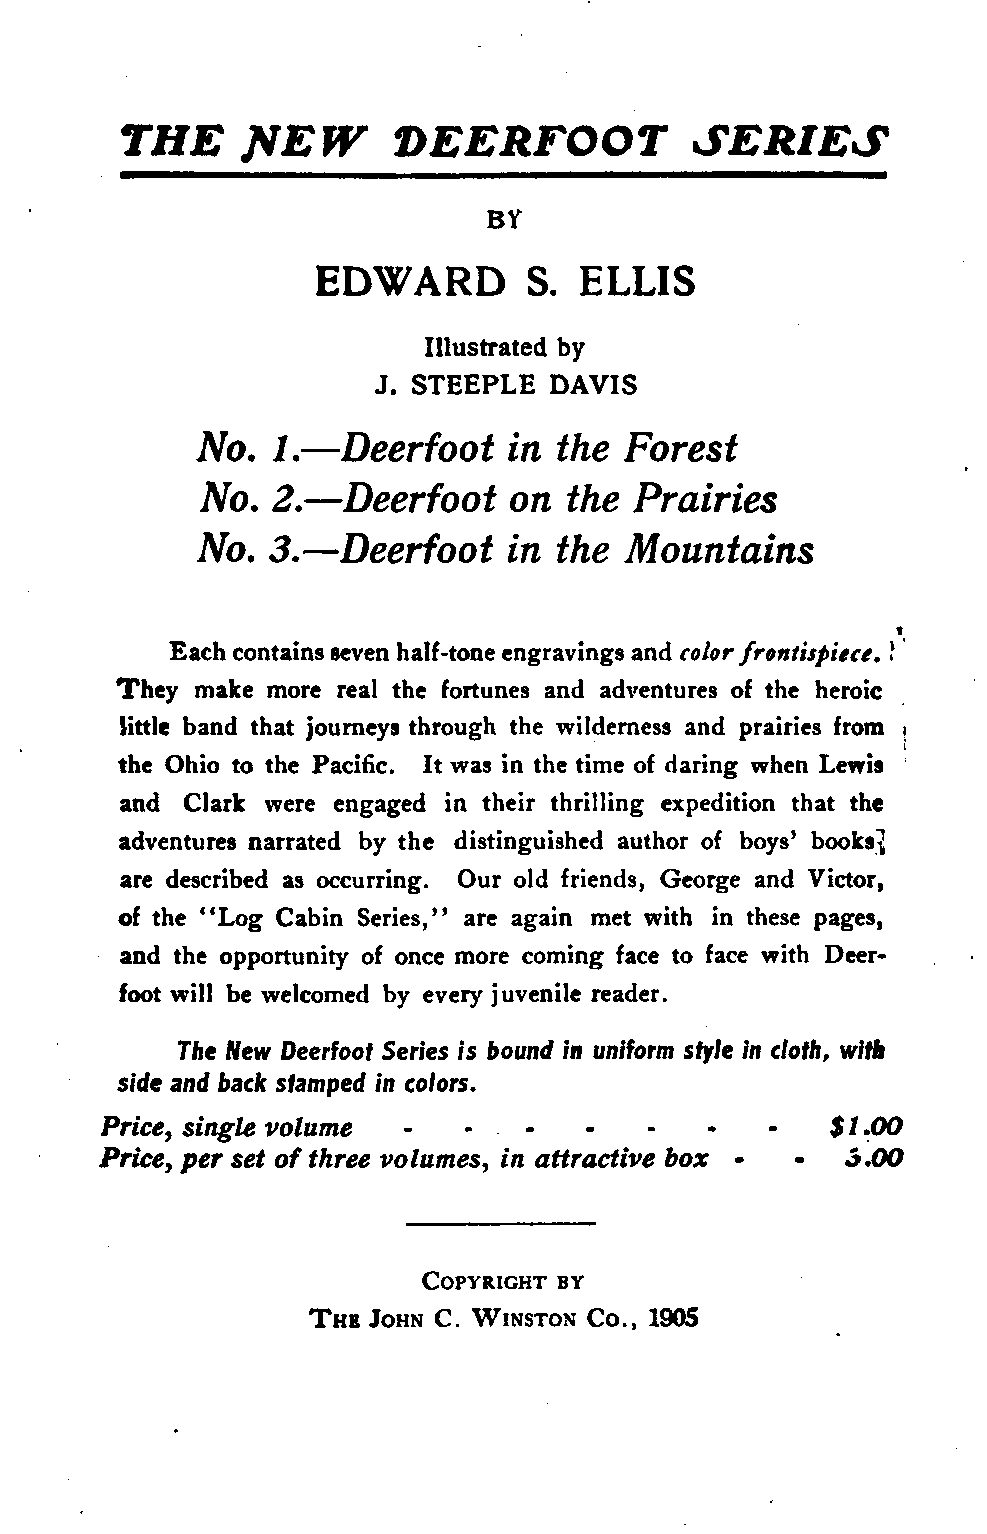 THE NEW DEERFOOT SERIES
BY
EDWARD S. ELLIS
Illustrated by
J. STEEPLE DAVIS
No. 1.—Deerfoot in the Forest
No. 2.—Deerfoot on the Prairies
No. 3.—Deerfoot in the Mountains
Each contains seven half-tone engravings and color frontispiece.
They make more real the fortunes and adventures of the heroic
little band that journeys through the wilderness and prairies from
the Ohio to the Pacific. It was in the time of daring when Lewis
and Clark were engaged in their thrilling expedition that the
adventures narrated by the distinguished author of boys' books
are described as occurring. Our old friends, George and Victor,
of the "Log Cabin Series," are again met with in these pages,
and the opportunity of once more coming face to face with Deer-
foot will be welcomed by every juvenile reader.
The New Deerfoot Series is bound in uniform style in cloth, with
side and back stamped in colors.
Price, single volume - - - - - - - $1.00
Price, per set of three volumes, in attractive box - - 3.00
COPYRIGHT BY
THE JOHN C. WINSTON CO., 1905